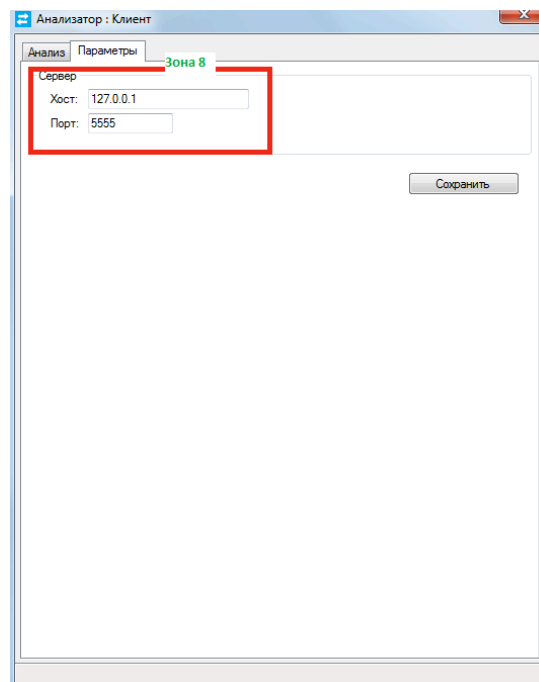 Анализатор : Клиент
Анализ Параметры
Зона 8
Сервер
Хост: 127.0.0.1
Порт: 5555
Сохранить